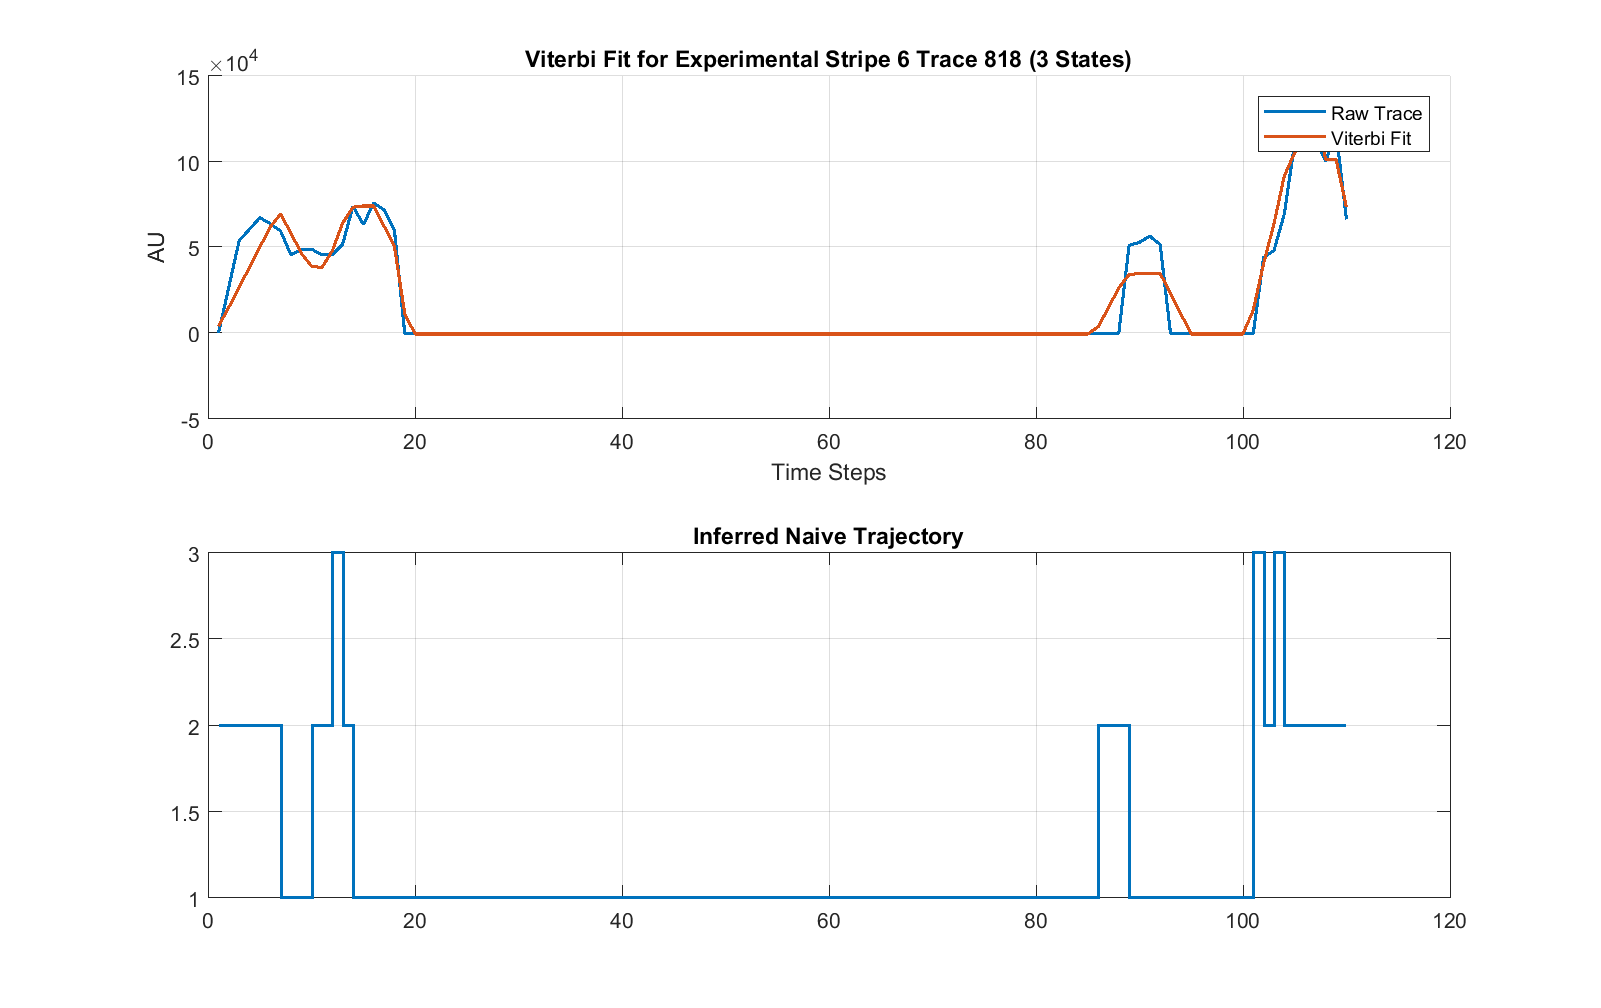 Viterbi Fit for Experimental Stripe 6 Trace 818 (3 States)
×10⁴
15
10
5
0
-5
AU
Raw Trace
Viterbi Fit
0 20 40 60 80 100 120
Time Steps
Inferred Naive Trajectory
3
2.5
2
1.5
1
0 20 40 60 80 100 120